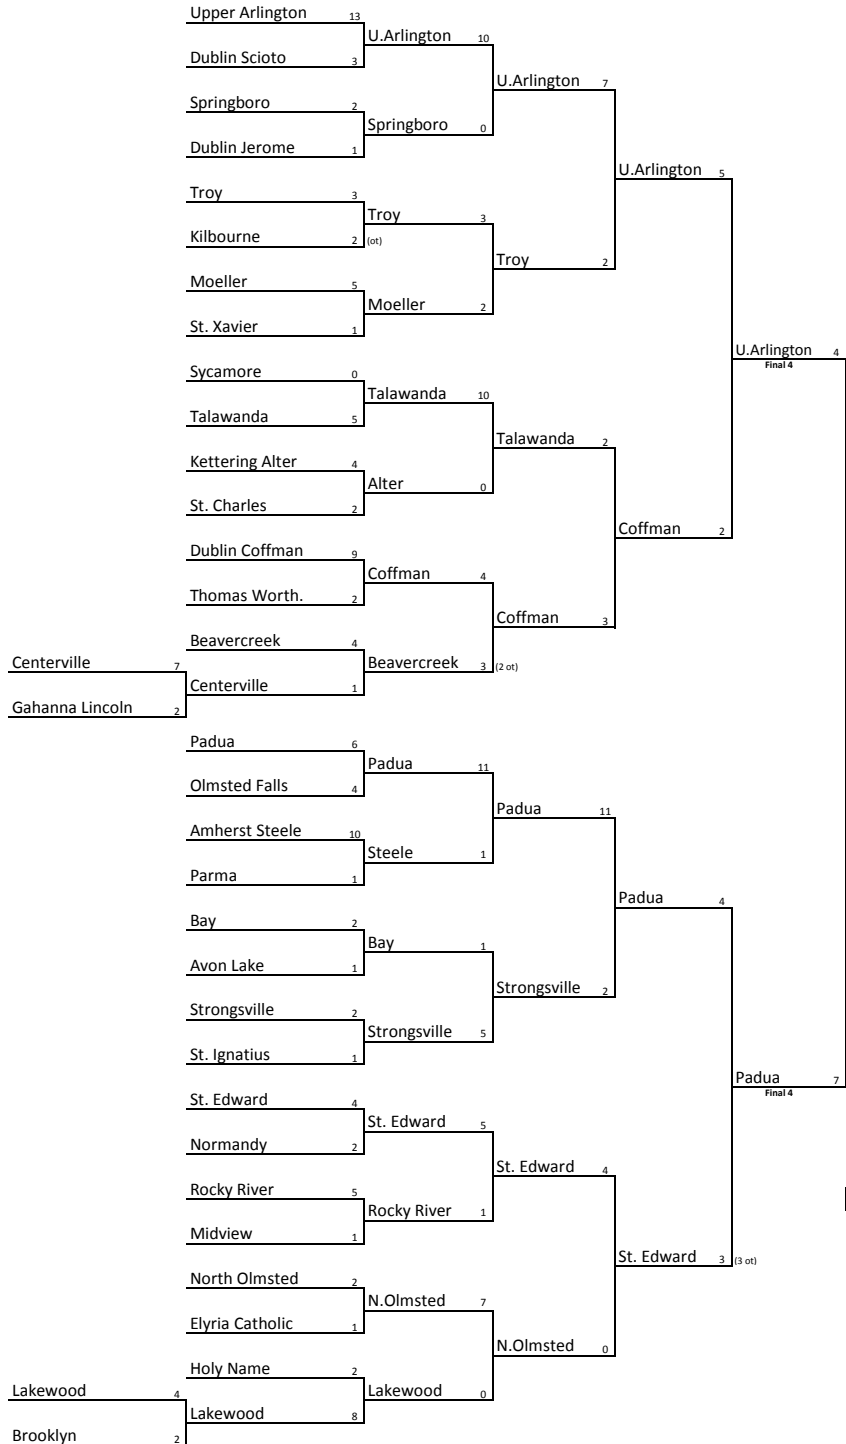 Upper Arlington 13
U.Arlington 10
Dublin Scioto 3
U.Arlington 7
Springboro 2
Springboro 0
Dublin Jerome 1
U.Arlington 5
Troy 3
Troy 3
Kilbourne 2 (ot)
Troy 2
Moeller 5
Moeller 2
St. Xavier 1
U.Arlington 4
Final 4
Sycamore 0
Talawanda 10
Talawanda 5
Talawanda 2
Kettering Alter 4
Alter 0
St. Charles 2
Coffman 2
Dublin Coffman 9
Coffman 4
Thomas Worth. 2
Coffman 3
Beavercreek 4
Centerville 7
Beavercreek 3 (2 ot)
Centerville 1
Gahanna Lincoln 2
Padua 6
Padua 11
Olmsted Falls 4
Padua 11
Amherst Steele 10
Steele 1
Parma 1
Padua 4
Bay 2
Bay 1
Avon Lake 1
Strongsville 2
Strongsville 2
Strongsville 5
St. Ignatius 1
Padua 7
Final 4
St. Edward 4
St. Edward 5
Normandy 2
St. Edward 4
Rocky River 5
Rocky River 1
Midview 1
St. Edward 3 (3 ot)
North Olmsted 2
N.Olmsted 7
Elyria Catholic 1
N.Olmsted 0
Holy Name 2
Lakewood 4
Lakewood 0
Lakewood 8
Brooklyn 2